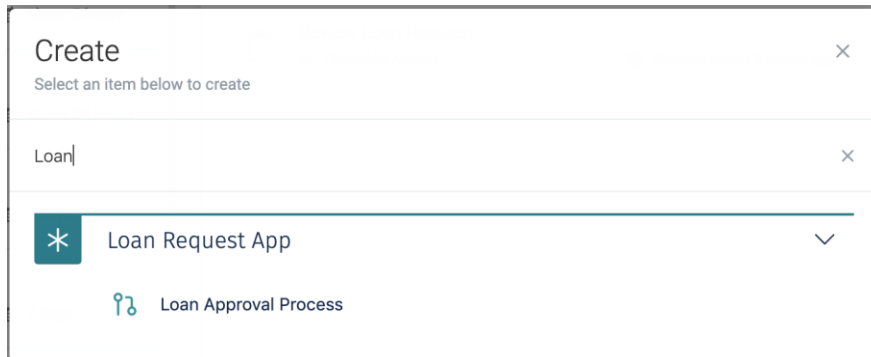 Create
Select an item below to create
Loan
Loan Request App
Loan Approval Process